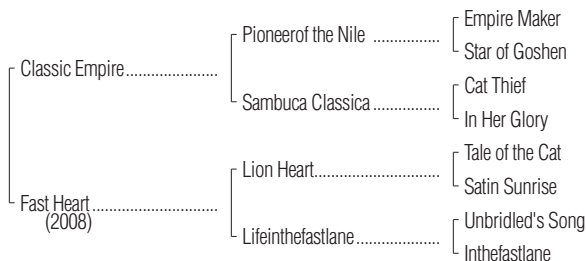 Empire Maker
Pioneerof the Nile ................
Star of Goshen
Classic Empire......................
Cat Thief
Sambuca Classica................
In Her Glory
Tale of the Cat
Lion Heart..............................
Satin Sunrise
Fast Heart..............................
(2008)
Unbridled's Song
Lifeinthefastlane....................
Inthefastlane